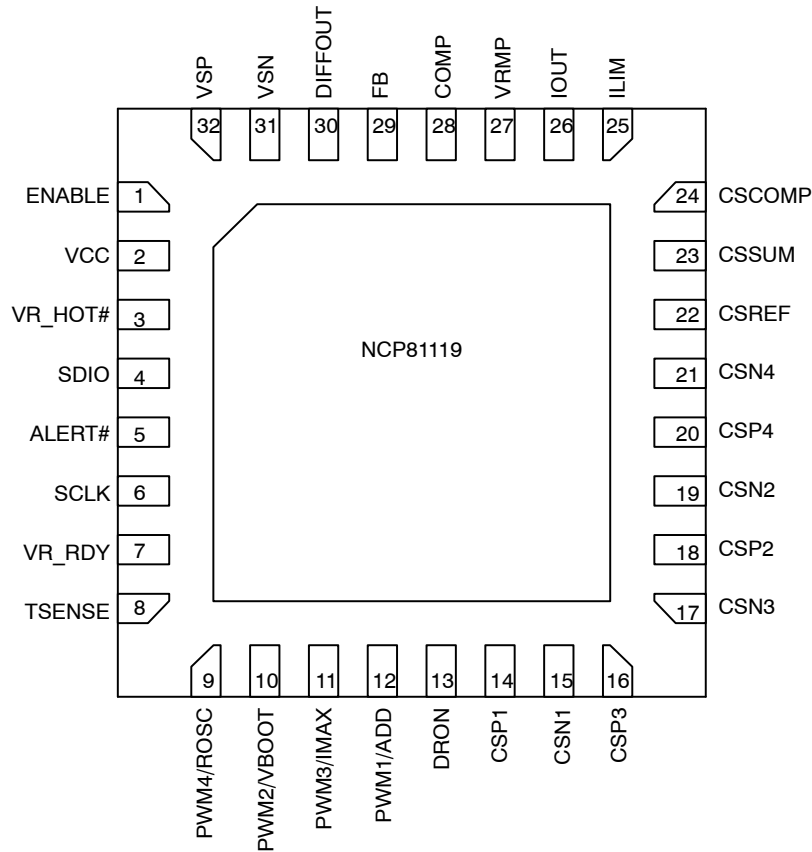 VSP
VSN
DIFFOUT
FB
COMP
VRMP
IOUT
ILIM
32
31
30
29
28
27
26
25
ENABLE 1
24 CSCOMP
VCC 2
23 CSSUM
VR_HOT# 3
22 CSREF
NCP81119
SDIO 4
21 CSN4
ALERT# 5
20 CSP4
SCLK 6
19 CSN2
VR_RDY 7
18 CSP2
TSENSE 8
17 CSN3
9
10
11
12
13
14
15
16
PWM4/ROSC
PWM2/VBOOT
PWM3/IMAX
PWM1/ADD
DRON
CSP1
CSN1
CSP3